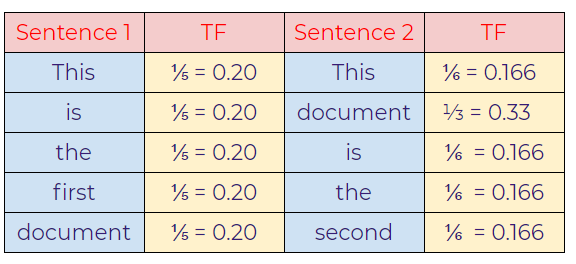 Sentence 1 TF Sentence 2 TF
This ⅕ = 0.20 This ⅙ = 0.166
is ⅕ = 0.20 document ⅓ = 0.33
the ⅕ = 0.20 is ⅙ = 0.166
first ⅕ = 0.20 the ⅙ = 0.166
document ⅕ = 0.20 second ⅙ = 0.166